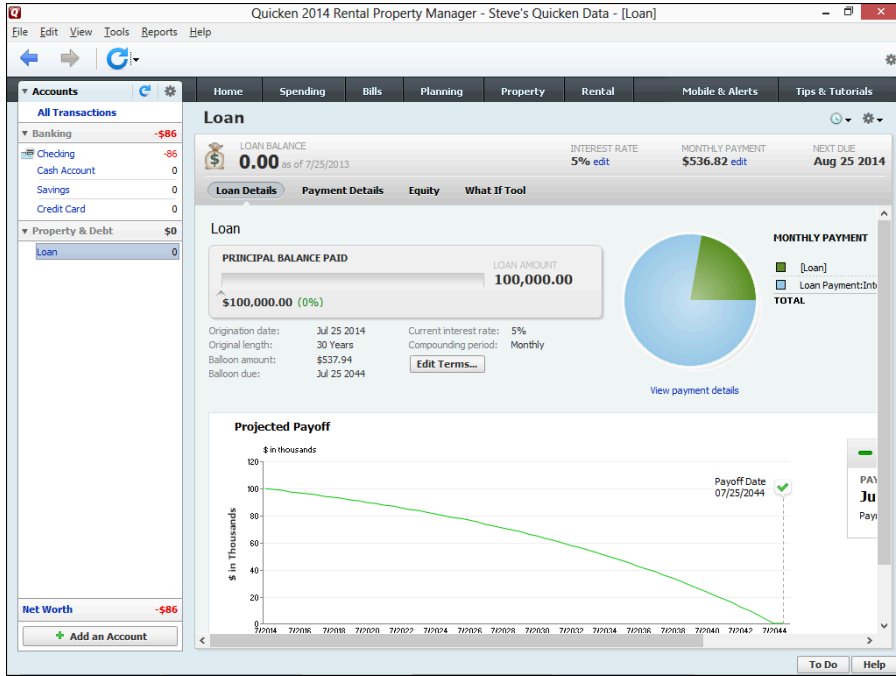 Quicken 2014 Rental Property Manager - Steve's Quicken Data - [Loan]
File Edit View Tools Reports Help
Accounts
All Transactions
Banking -$86
Checking -86
Cash Account 0
Savings 0
Credit Card 0
Property & Debt $0
Loan 0
Net Worth -$86
Add an Account
Home Spending Bills Planning Property Rental Mobile & Alerts Tips & Tutorials
Loan
LOAN BALANCE
0.00 as of 7/25/2013
INTEREST RATE
5% edit
MONTHLY PAYMENT
$536.82 edit
NEXT DUE
Aug 25 2014
Loan Details Payment Details Equity What If Tool
Loan
PRINCIPAL BALANCE PAID
LOAN AMOUNT
100,000.00
$100,000.00 (0%)
Origination date: Jul 25 2014
Original length: 30 Years
Balloon amount: $537.94
Balloon due: Jul 25 2044
Current interest rate: 5%
Compounding period: Monthly
Edit Terms...
MONTHLY PAYMENT
[Loan]
Loan Payment:Inte
TOTAL
View payment details
Projected Payoff
$ in thousands
$ in Thousands
120
100
80
60
40
20
0
7/2014 7/2016 7/2018 7/2020 7/2022 7/2024 7/2026 7/2028 7/2030 7/2032 7/2034 7/2036 7/2038 7/2040 7/2042 7/2044
Payoff Date
07/25/2044
PAY
Ju
Payr
To Do Help